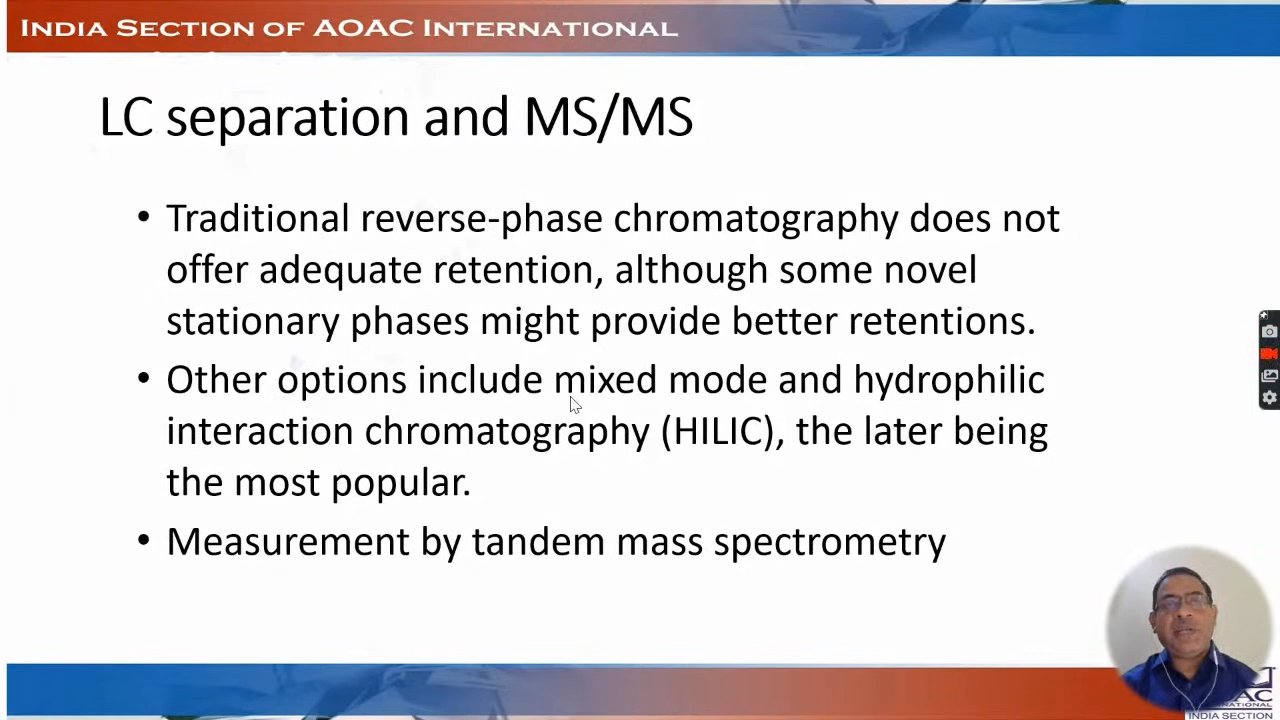 INDIA SECTION OF AOAC INTERNATIONAL
LC separation and MS/MS
• Traditional reverse-phase chromatography does not
offer adequate retention, although some novel
stationary phases might provide better retentions.
• Other options include mixed mode and hydrophilic
interaction chromatography (HILIC), the later being
the most popular.
• Measurement by tandem mass spectrometry
INDIA SECTION